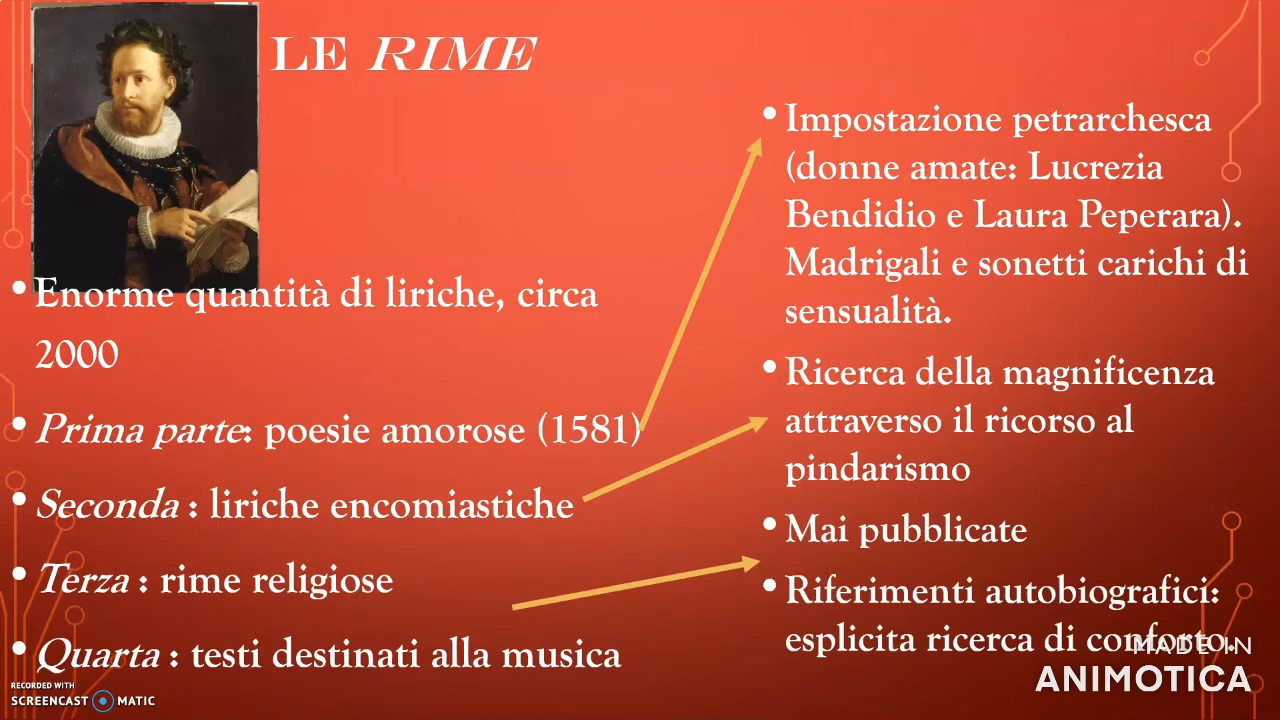 LE RIME
Enorme quantità di liriche, circa
2000
Prima parte: poesie amorose (1581)
Seconda : liriche encomiastiche
Terza : rime religiose
Quarta : testi destinati alla musica
Impostazione petrarchesca
(donne amate: Lucrezia
Bendidio e Laura Peperara).
Madrigali e sonetti carichi di
sensualità.
Ricerca della magnificenza
attraverso il ricorso al
pindarismo
Mai pubblicate
Riferimenti autobiografici:
esplicita ricerca di conforto.
RECORDED WITH
SCREENCAST MATIC
MADE IN
ANIMOTICA